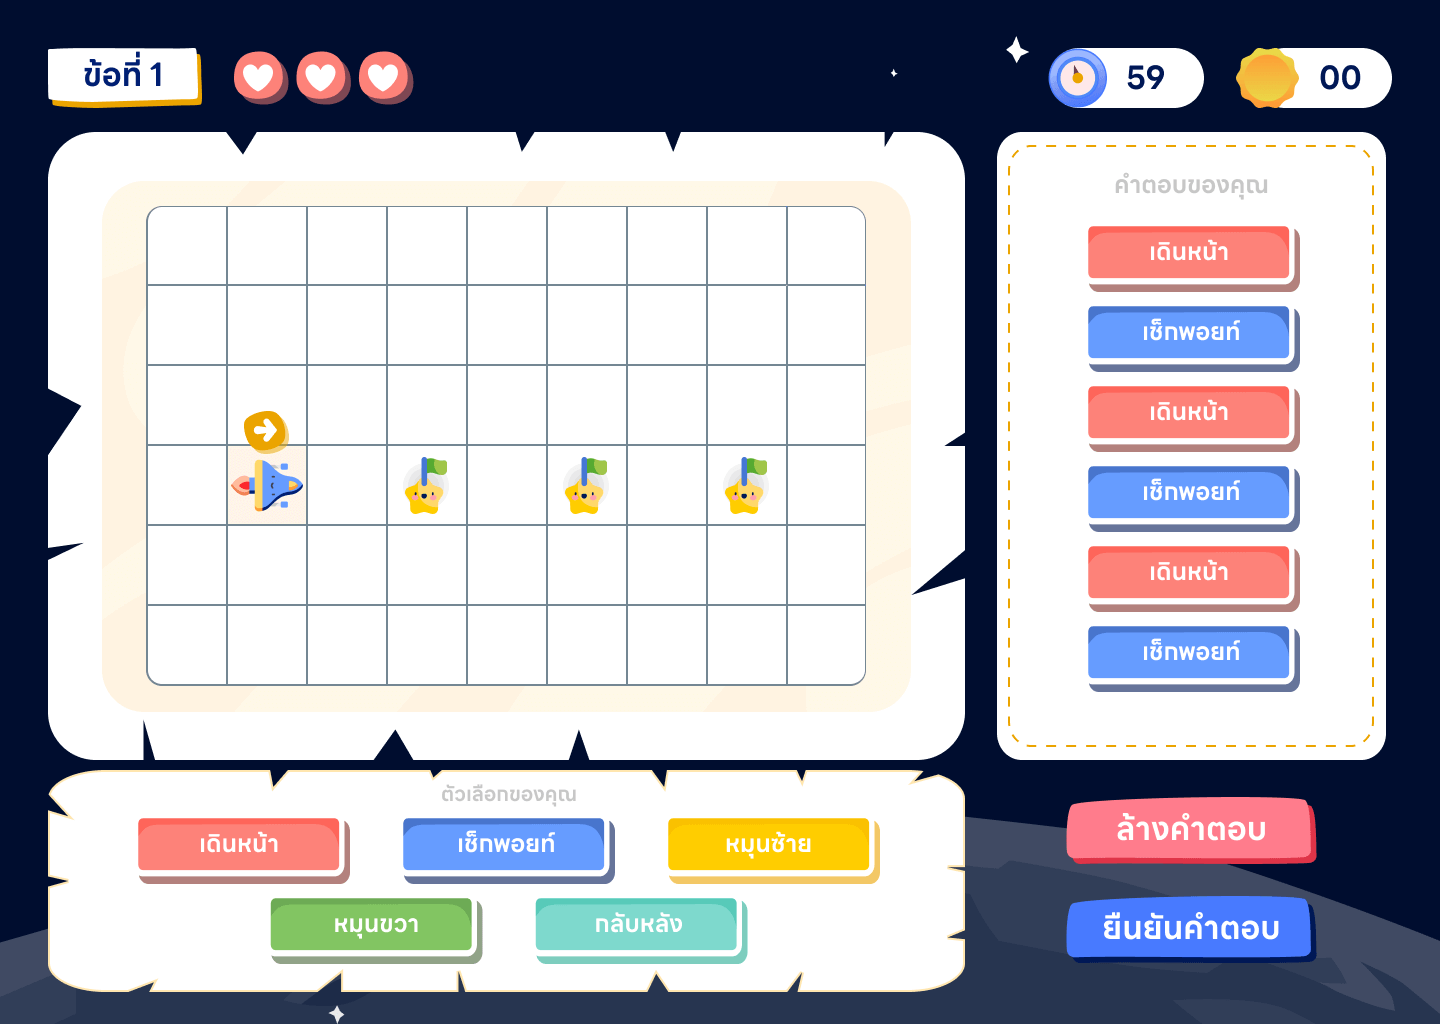 ข้อที่ 1
59
00
คำตอบของคุณ
เดินหน้า
เช็กพอยท์
เดินหน้า
เช็กพอยท์
เดินหน้า
เช็กพอยท์
ตัวเลือกของคุณ
เดินหน้า
เช็กพอยท์
หมุนซ้าย
หมุนขวา
กลับหลัง
ล้างคำตอบ
ยืนยันคำตอบ